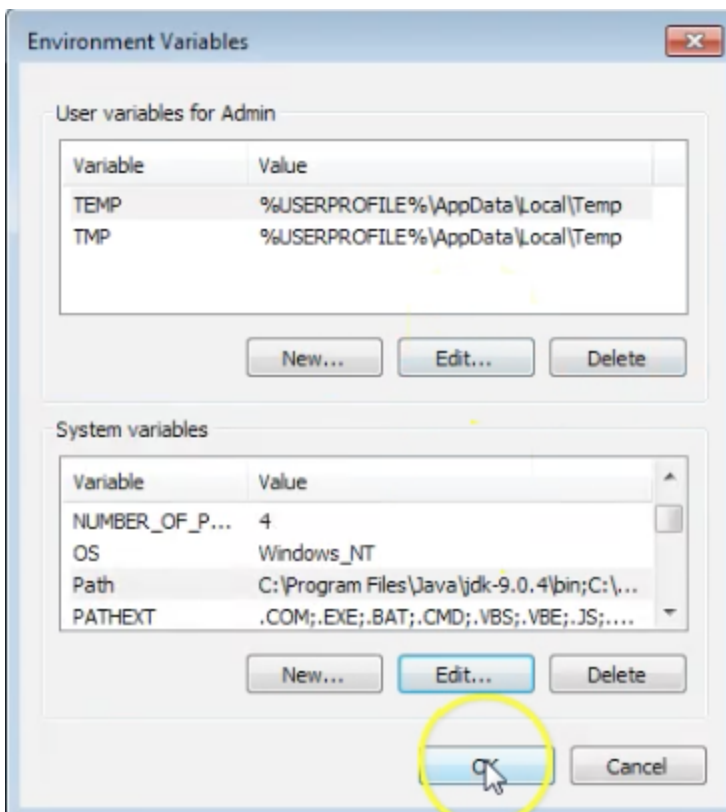 Environment Variables
User variables for Admin
Variable Value
TEMP %USERPROFILE%\AppData\Local\Temp
TMP %USERPROFILE%\AppData\Local\Temp
New... Edit... Delete
System variables
Variable Value
NUMBER_OF_P... 4
OS Windows_NT
Path C:\Program Files\Java\jdk-9.0.4\bin;C:\...
PATHEXT .COM;.EXE;.BAT;.CMD;.VBS;.VBE;.JS;....
New... Edit... Delete
OK Cancel